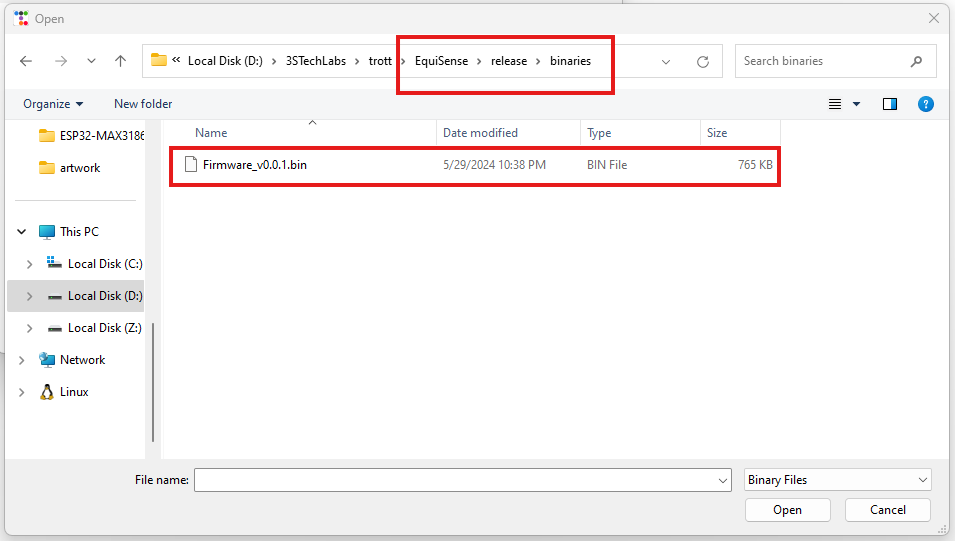 Open
« Local Disk (D:) > 3STechLabs > trott > EquiSense > release > binaries
Search binaries
Organize New folder
ESP32-MAX3186
artwork
This PC
Local Disk (C:)
Local Disk (D:)
Local Disk (Z:)
Network
Linux
Name Date modified Type Size
Firmware_v0.0.1.bin 5/29/2024 10:38 PM BIN File 765 KB
File name: Binary Files
Open Cancel